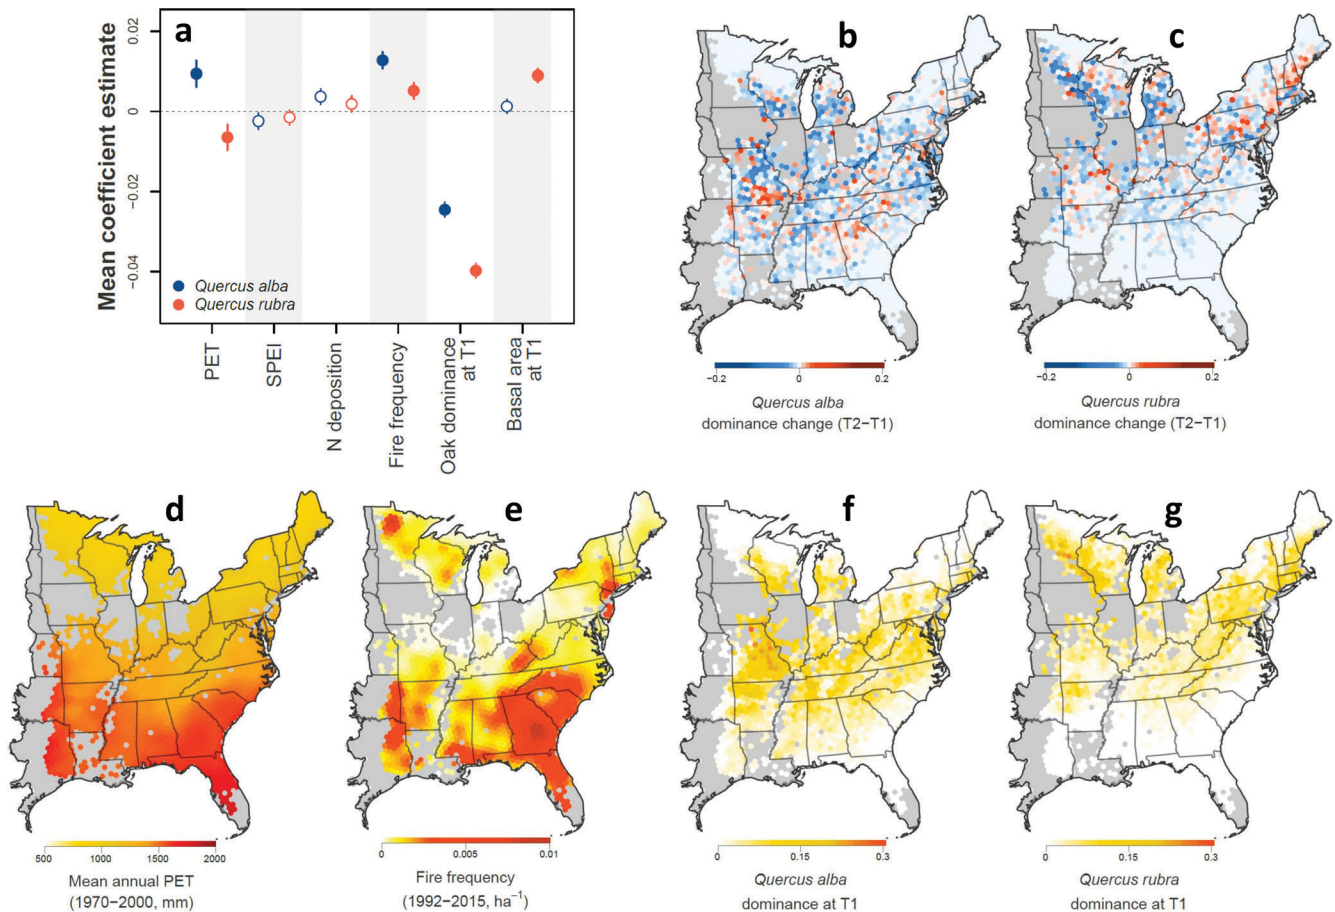 a
Mean coefficient estimate
0.02
0
−0.02
−0.04
Quercus alba
Quercus rubra
PET
SPEI
N deposition
Fire frequency
Oak dominance
at T1
Basal area
at T1
b
−0.2
0
0.2
Quercus alba
dominance change (T2−T1)
c
−0.2
0
0.2
Quercus rubra
dominance change (T2−T1)
d
500
1000
1500
2000
Mean annual PET
(1970−2000, mm)
e
0
0.005
0.01
Fire frequency
(1992−2015, ha⁻¹)
f
0
0.15
0.3
Quercus alba
dominance at T1
g
0
0.15
0.3
Quercus rubra
dominance at T1